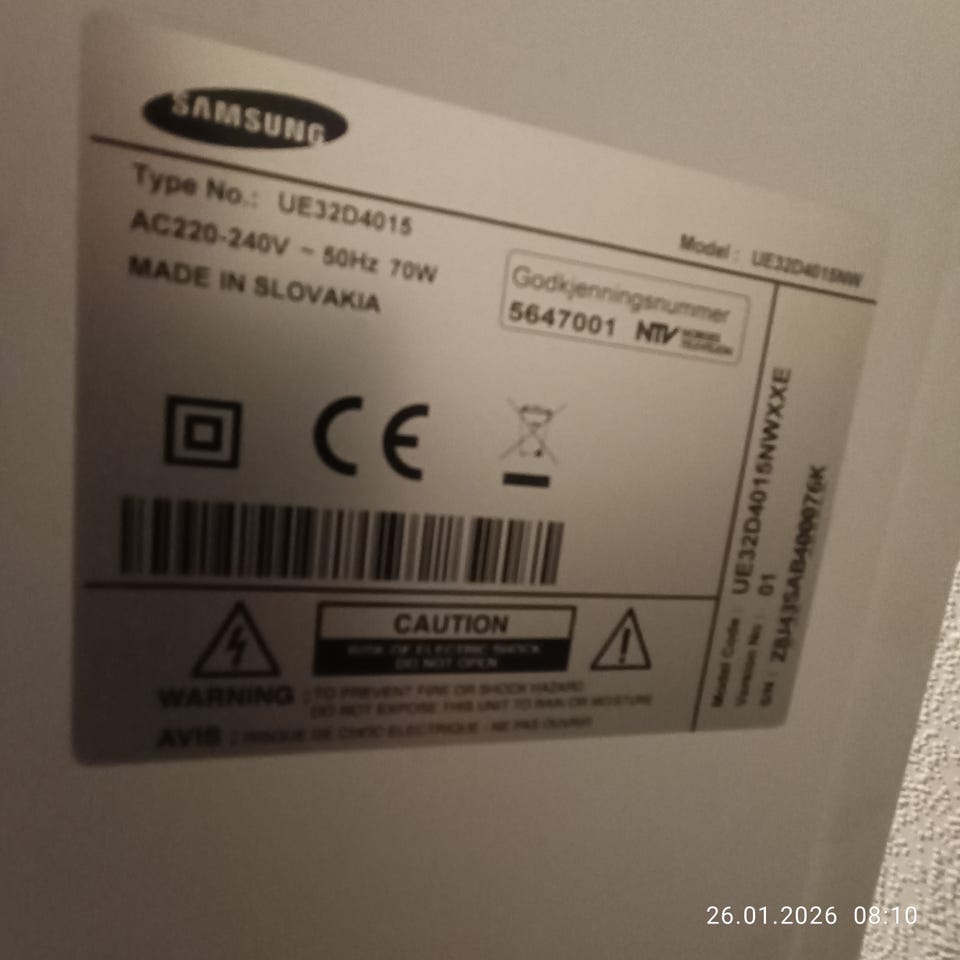 SAMSUNG
Type No.: UE32D4015
Model : UE32D4015NW
AC220-240V ~ 50Hz 70W
MADE IN SLOVAKIA
Godkjenningsnummer
5647001 NTV NORGES
TELEVISJON
CE
CAUTION
RISK OF ELECTRIC SHOCK
DO NOT OPEN
WARNING : TO PREVENT FIRE OR SHOCK HAZARD
DO NOT EXPOSE THIS UNIT TO RAIN OR MOISTURE
AVIS : RISQUE DE CHOC ELECTRIQUE - NE PAS OUVRIR
Model Code : UE32D4015NWXXXE
Version No : 01
S/N :
26.01.2026 08:10